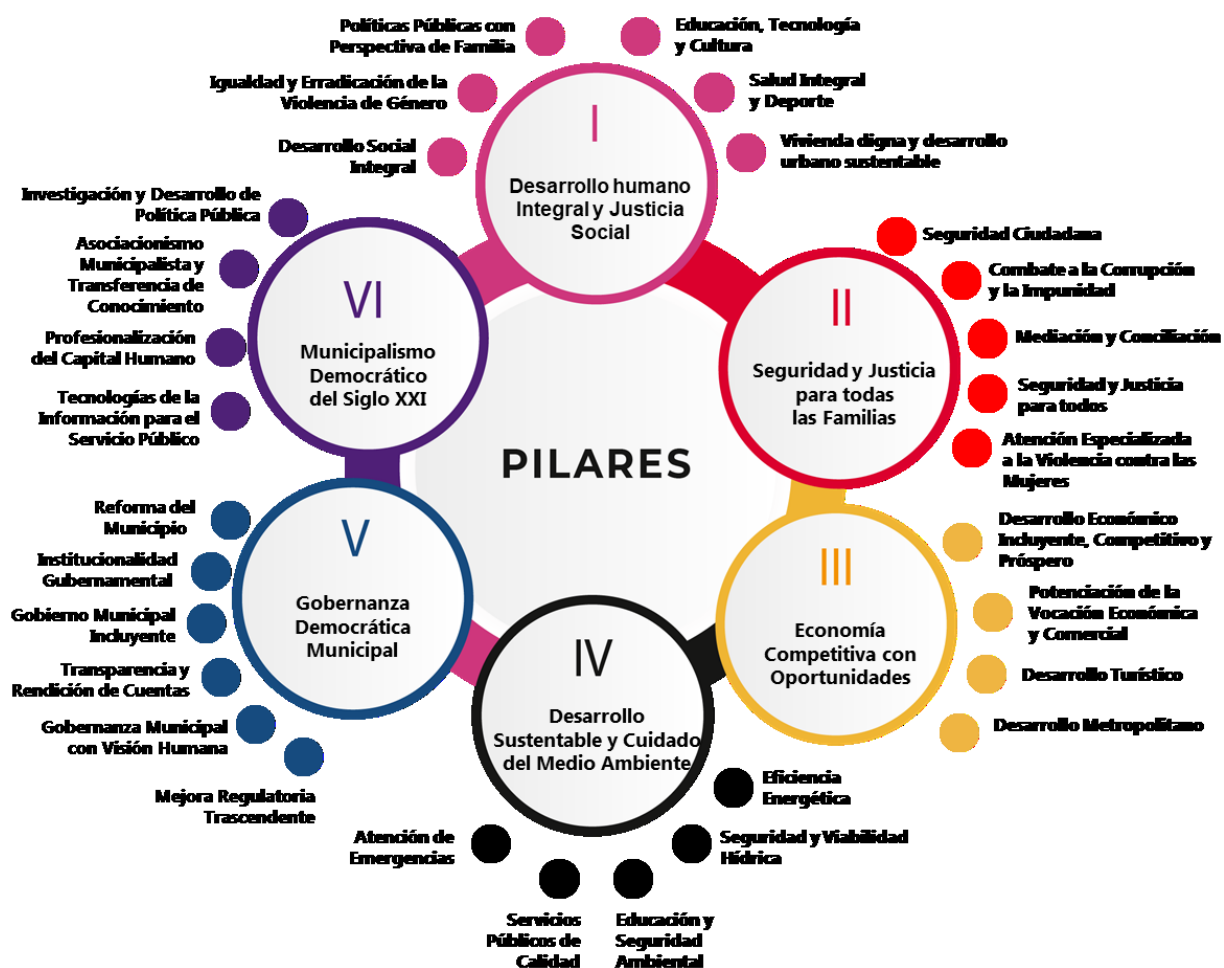 PILARES
I
Desarrollo humano
Integral y Justicia
Social
Políticas Públicas con
Perspectiva de Familia
Igualdad y Erradicación de la
Violencia de Género
Desarrollo Social
Integral
Educación, Tecnología
y Cultura
Salud Integral
y Deporte
Vivienda digna y desarrollo
urbano sustentable
II
Seguridad y Justicia
para todas
las Familias
Seguridad Ciudadana
Combate a la Corrupción
y la Impunidad
Mediación y Conciliación
Seguridad y Justicia
para todos
Atención Especializada
a la Violencia contra las
Mujeres
III
Economía
Competitiva con
Oportunidades
Desarrollo Económico
Incluyente, Competitivo y
Próspero
Potenciación de la
Vocación Económica
y Comercial
Desarrollo Turístico
Desarrollo Metropolitano
IV
Desarrollo
Sustentable y Cuidado
del Medio Ambiente
Eficiencia
Energética
Seguridad y Viabilidad
Hídrica
Educación y
Seguridad
Ambiental
Servicios
Públicos de
Calidad
Atención de
Emergencias
V
Gobernanza
Democrática
Municipal
Reforma del
Municipio
Institucionalidad
Gubernamental
Gobierno Municipal
Incluyente
Transparencia y
Rendición de Cuentas
Gobernanza Municipal
con Visión Humana
Mejora Regulatoria
Trascendente
VI
Municipalismo
Democrático
del Siglo XXI
Investigación y Desarrollo de
Política Pública
Asociacionismo
Municipalista y
Transferencia de
Conocimiento
Profesionalización
del Capital Humano
Tecnologías de la
Información para el
Servicio Público